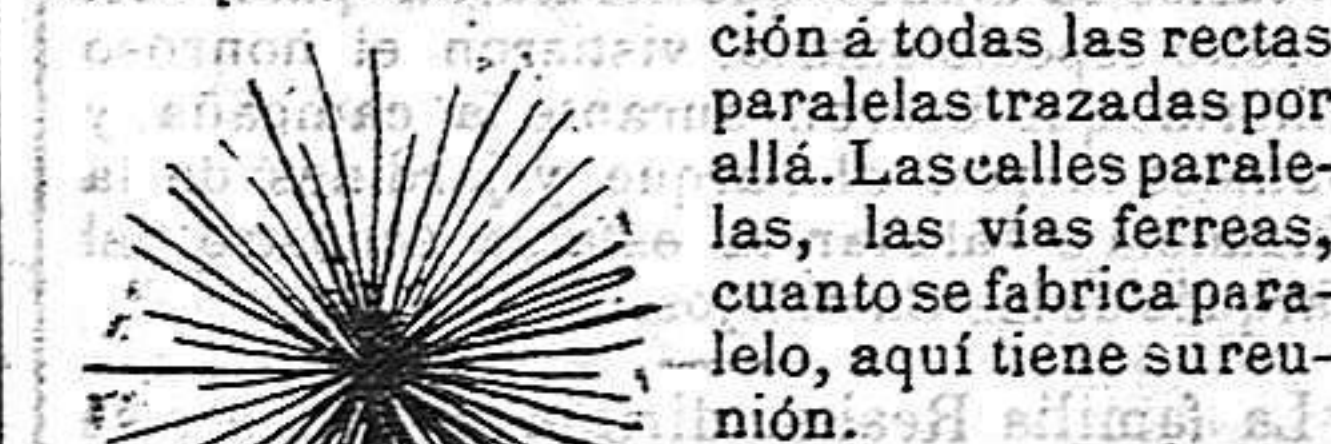 ción á todas las rectas
paralelas trazadas por
allá. Las calles parale-
las, las vías ferreas,
cuanto se fabrica para-
lelo, aquí tiene su reu-
nión.